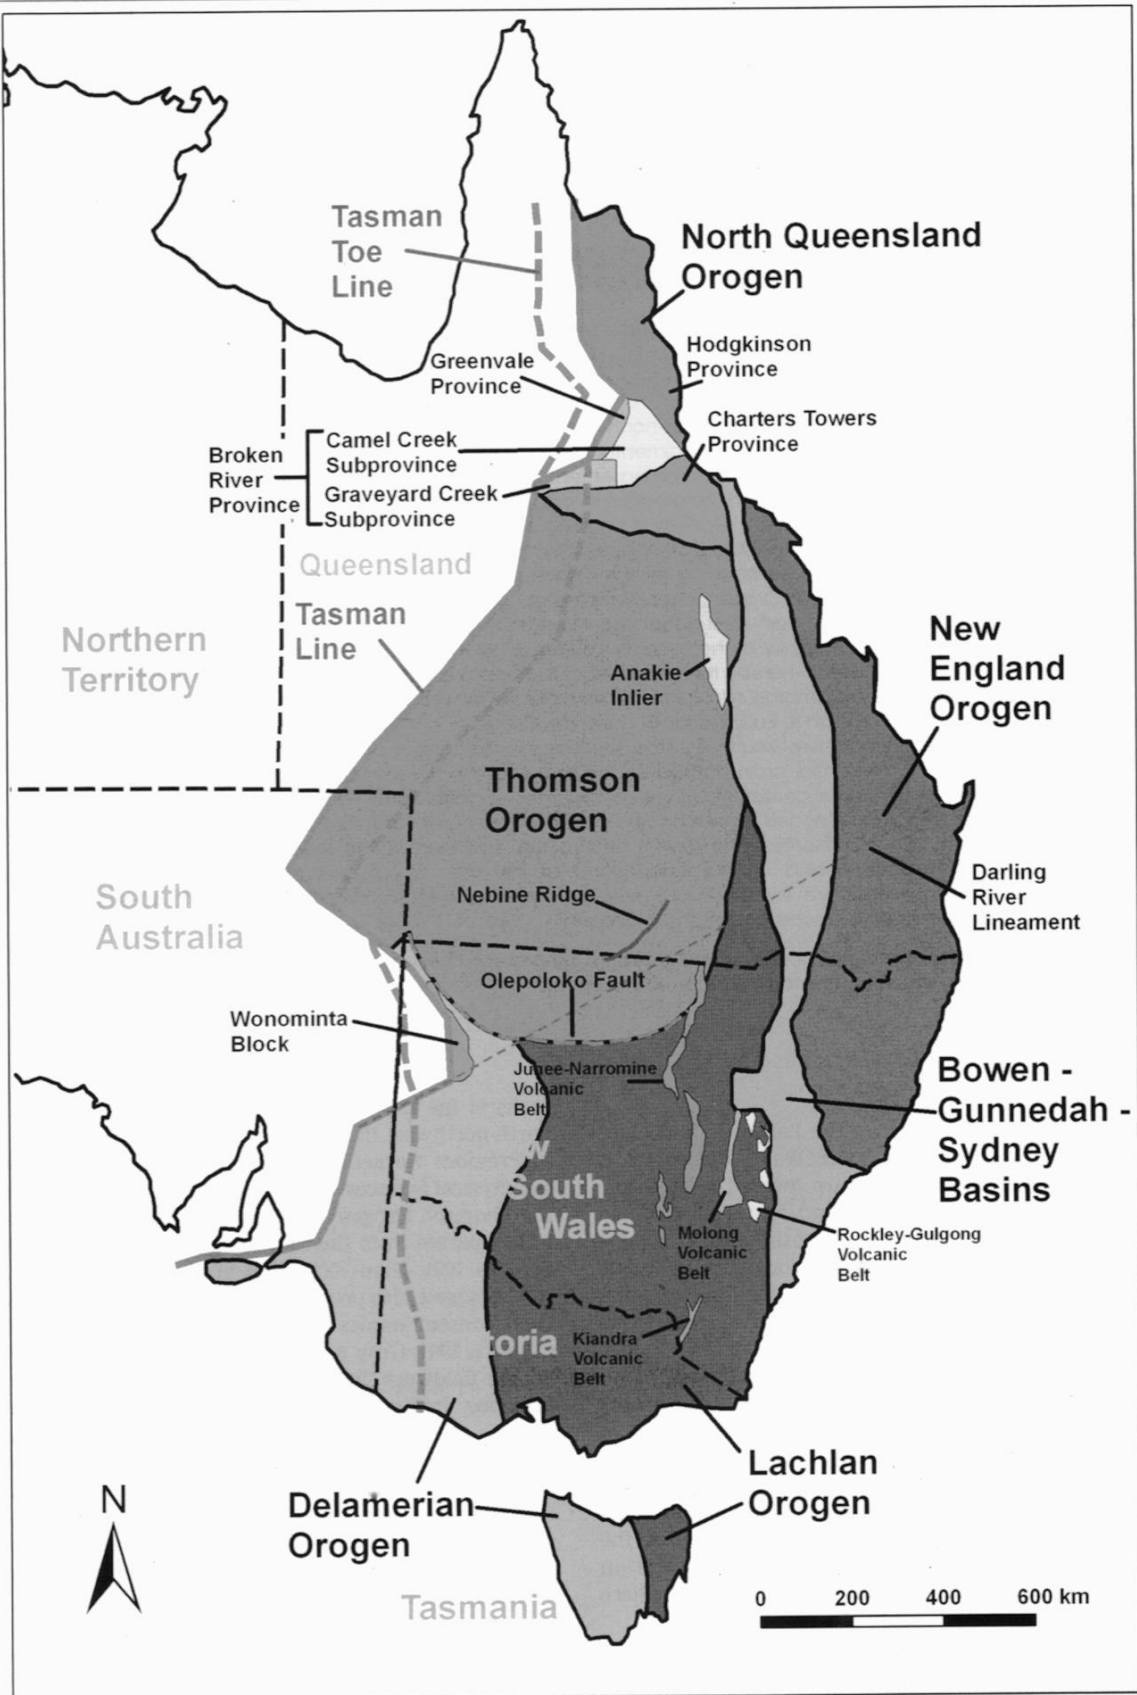 Tasman
Toe
Line
North Queensland
Orogen
Hodgkinson
Province
Greenvale
Province
Charters Towers
Province
Broken
River
Province
Camel Creek
Subprovince
Graveyard Creek
Subprovince
Queensland
Tasman
Line
Northern
Territory
Anakie
Inlier
New
England
Orogen
Thomson
Orogen
Nebine Ridge
Darling
River
Lineament
South
Australia
Olepoloko Fault
Wonominta
Block
Junee-Narromine
Volcanic
Belt
Bowen -
Gunnedah -
Sydney
Basins
w
South
Wales
Molong
Volcanic
Belt
Rockley-Gulgong
Volcanic
Belt
toria
Kiandra
Volcanic
Belt
Lachlan
Orogen
Delamerian
Orogen
Tasmania
N
0 200 400 600 km